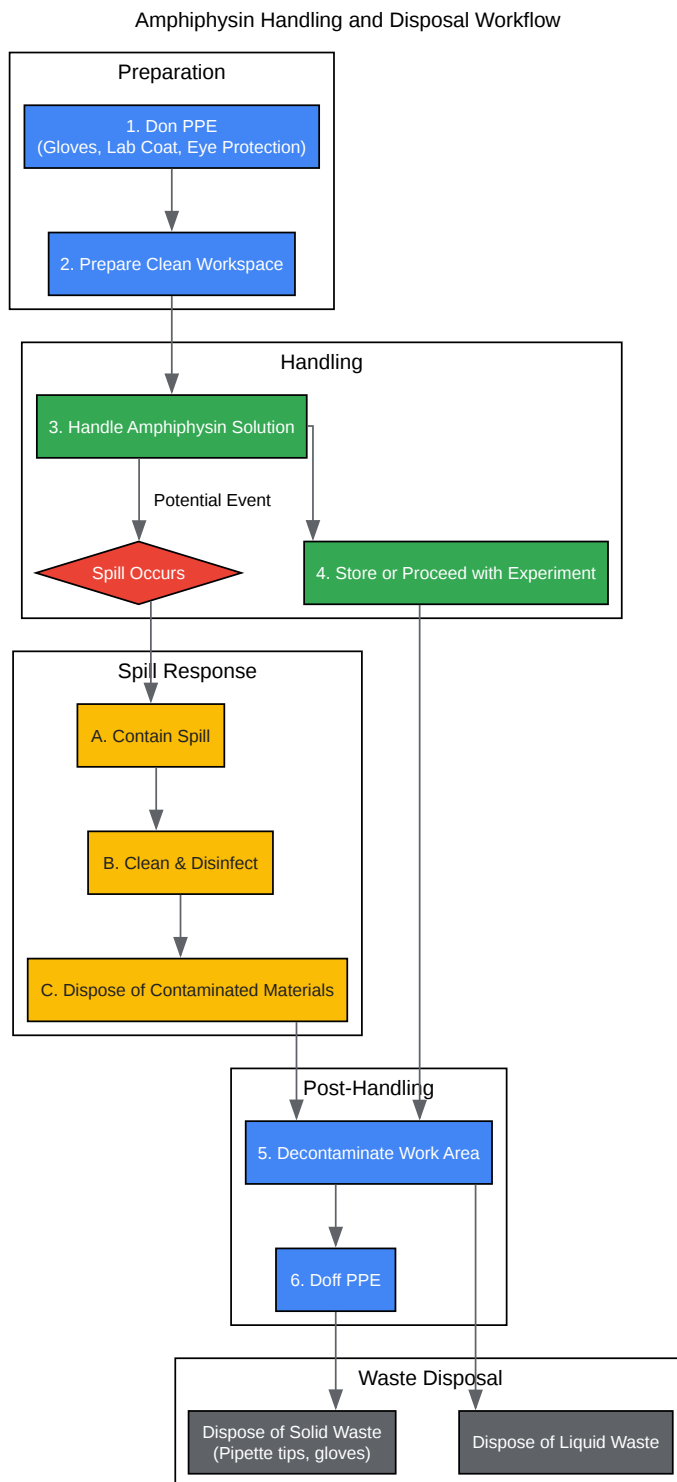 Amphiphysin Handling and Disposal Workflow
Preparation
1. Don PPE
(Gloves, Lab Coat, Eye Protection)
2. Prepare Clean Workspace
Handling
3. Handle Amphiphysin Solution
Potential Event
Spill Occurs
4. Store or Proceed with Experiment
Spill Response
A. Contain Spill
B. Clean & Disinfect
C. Dispose of Contaminated Materials
Post-Handling
5. Decontaminate Work Area
6. Doff PPE
Waste Disposal
Dispose of Solid Waste
(Pipette tips, gloves)
Dispose of Liquid Waste